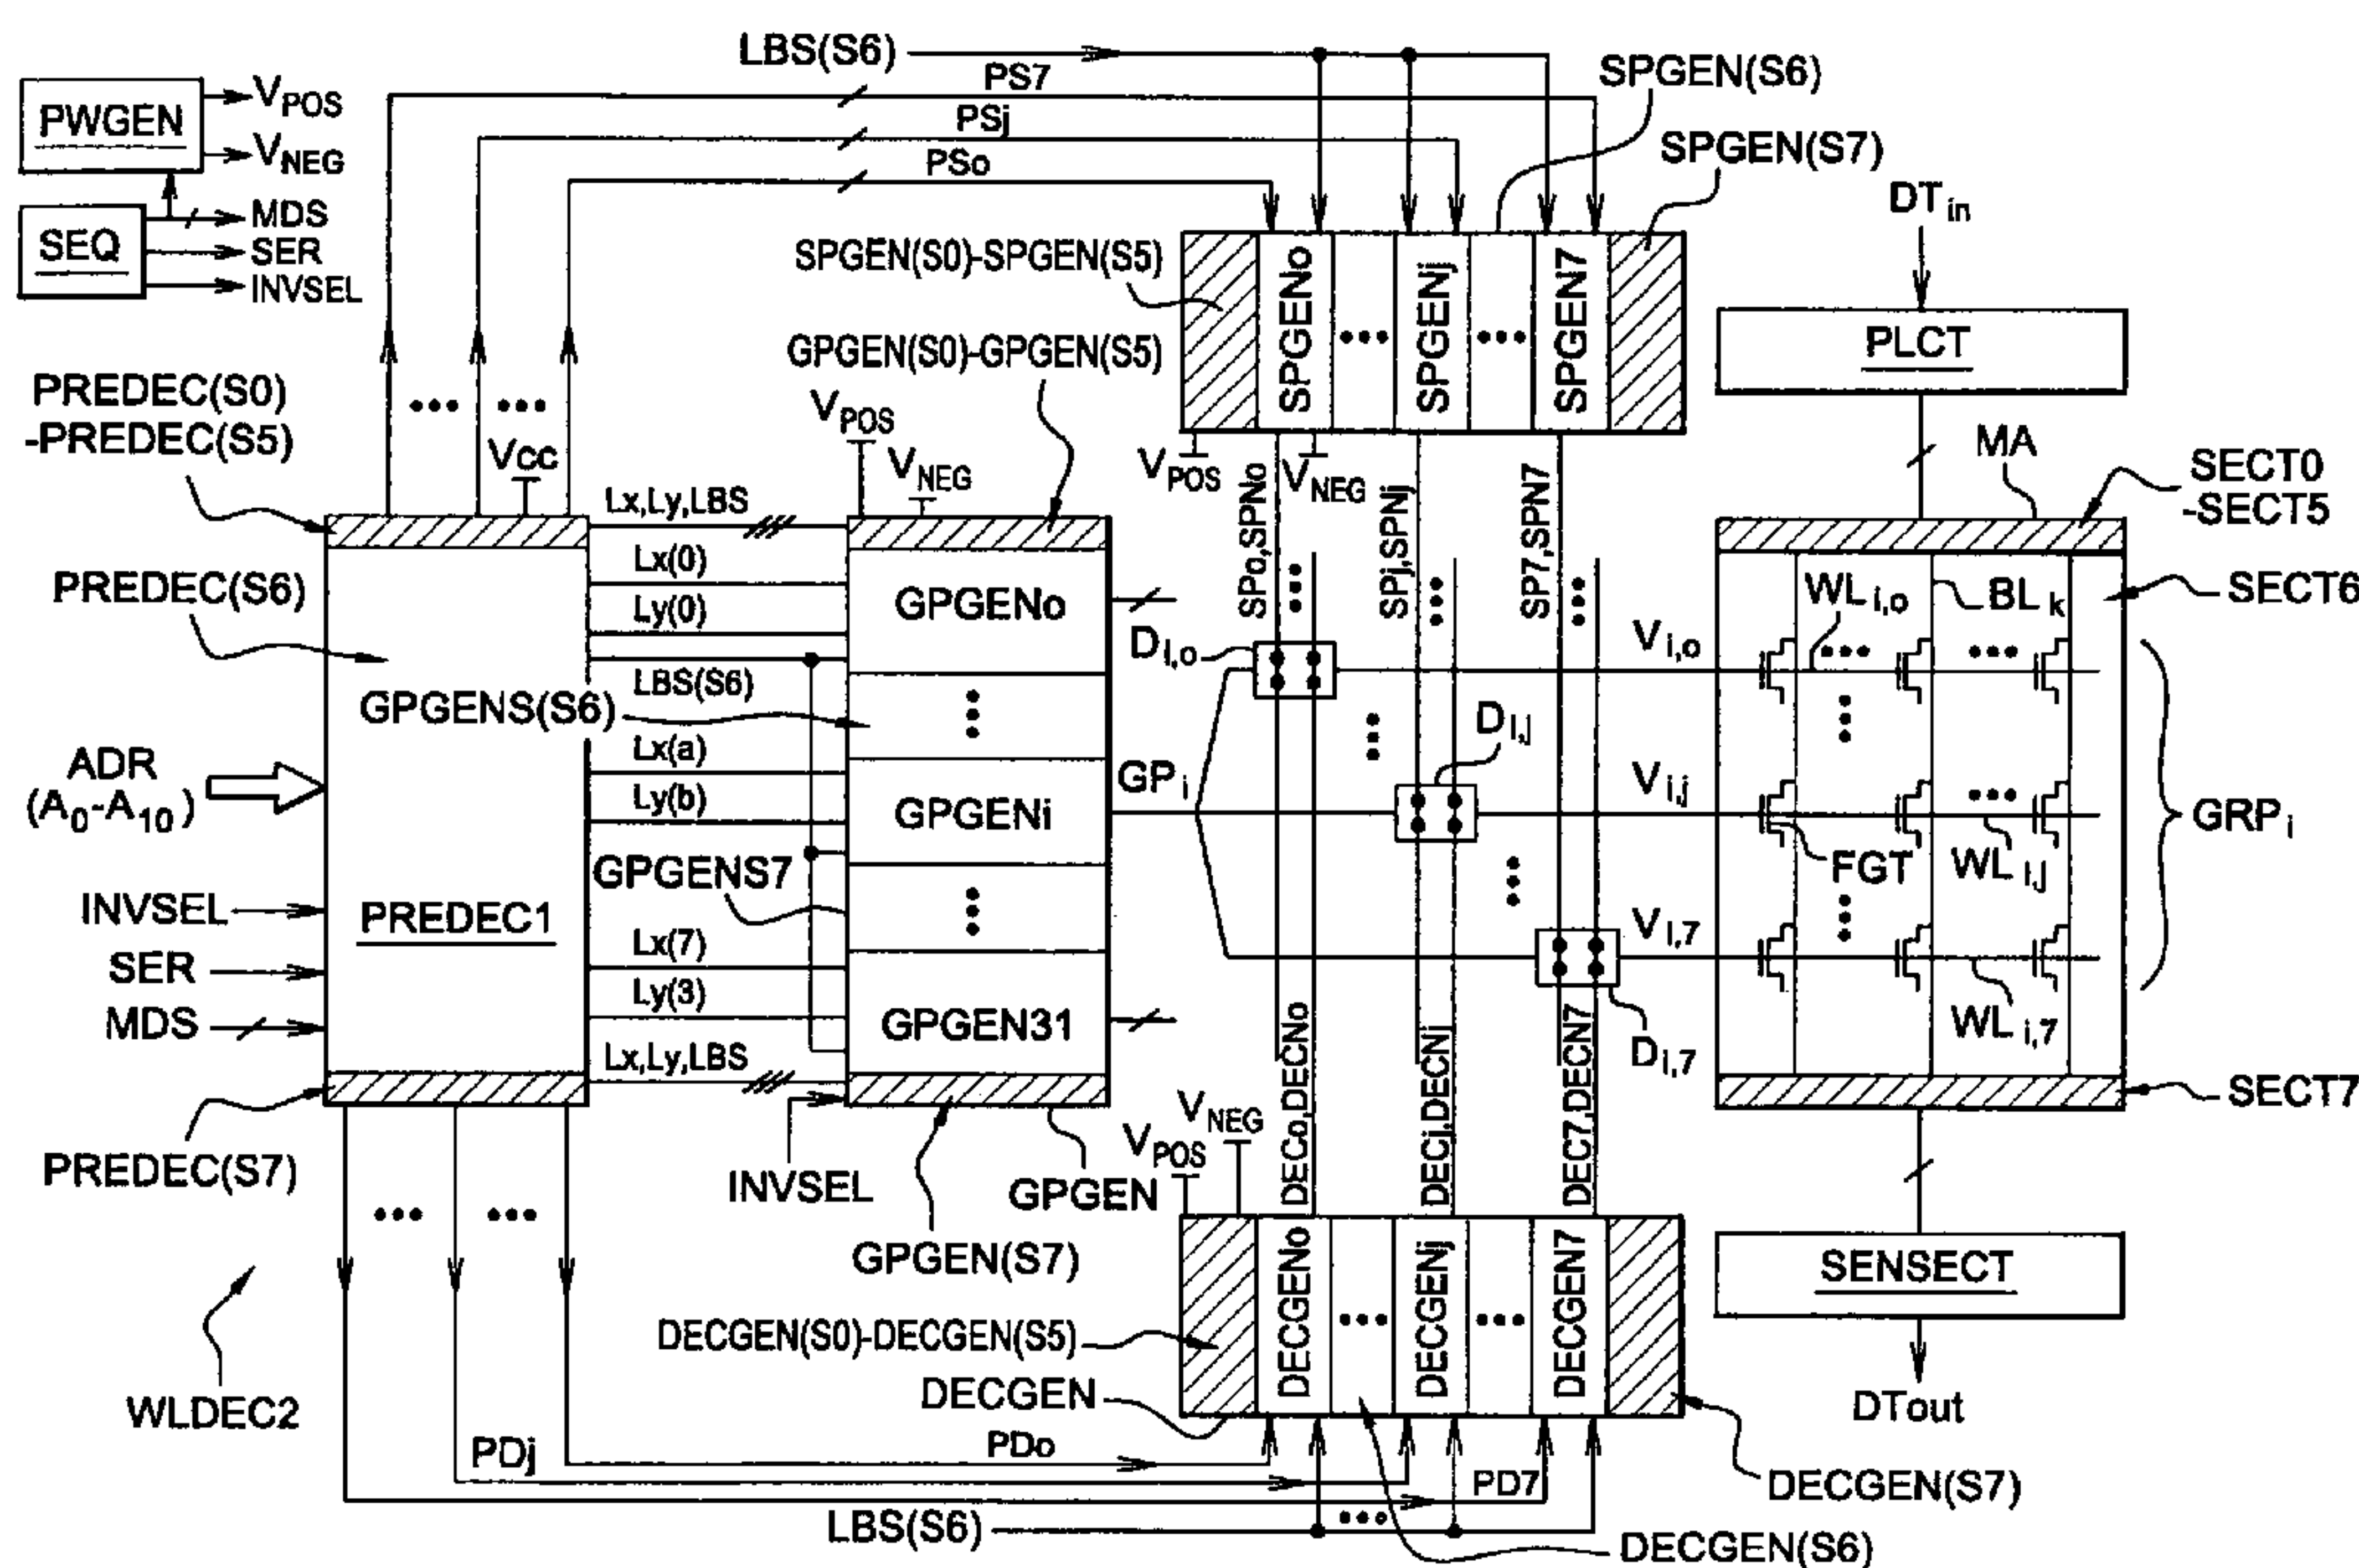 LBS(S6)
PS7
PSj
PSo
SPGEN(S6)
SPGEN(S7)
PWGEN
VPOS
VNEG
SEQ
MDS
SER
INVSEL
DTin
SPGEN(S0)-SPGEN(S5)
SPGENo
SPGENj
SPGEN7
PLCT
GPGEN(S0)-GPGEN(S5)
PREDEC(S0)
-PREDEC(S5)
Vcc
VPOS
VNEG
VPOS
VNEG
MA
SECT0
-SECT5
Lx,Ly,LBS
SPo,SPNo
SPj,SPNj
SP7,SPN7
PREDEC(S6)
Lx(0)
Ly(0)
GPGENo
LBS(S6)
GPGENS(S6)
Di,o
Vi,o
WLi,o
BLk
SECT6
ADR
(A0-A10)
Lx(a)
Ly(b)
GPGENi
GPi
Di,j
Vi,j
FGT
WLi,j
GRPi
GPGENS7
INVSEL
PREDEC1
SER
MDS
Lx(7)
Ly(3)
GPGEN31
Vi,7
WLi,7
Di,7
Lx,Ly,LBS
SECT7
PREDEC(S7)
INVSEL
GPGEN
GPGEN(S7)
VPOS
VNEG
DECo,DECNo
DECj,DECNj
DEC7,DECN7
DECGENo
DECGENj
DECGEN7
SENSECT
DTout
DECGEN(S0)-DECGEN(S5)
DECGEN
WLDEC2
PDj
PDo
PD7
DECGEN(S7)
LBS(S6)
DECGEN(S6)